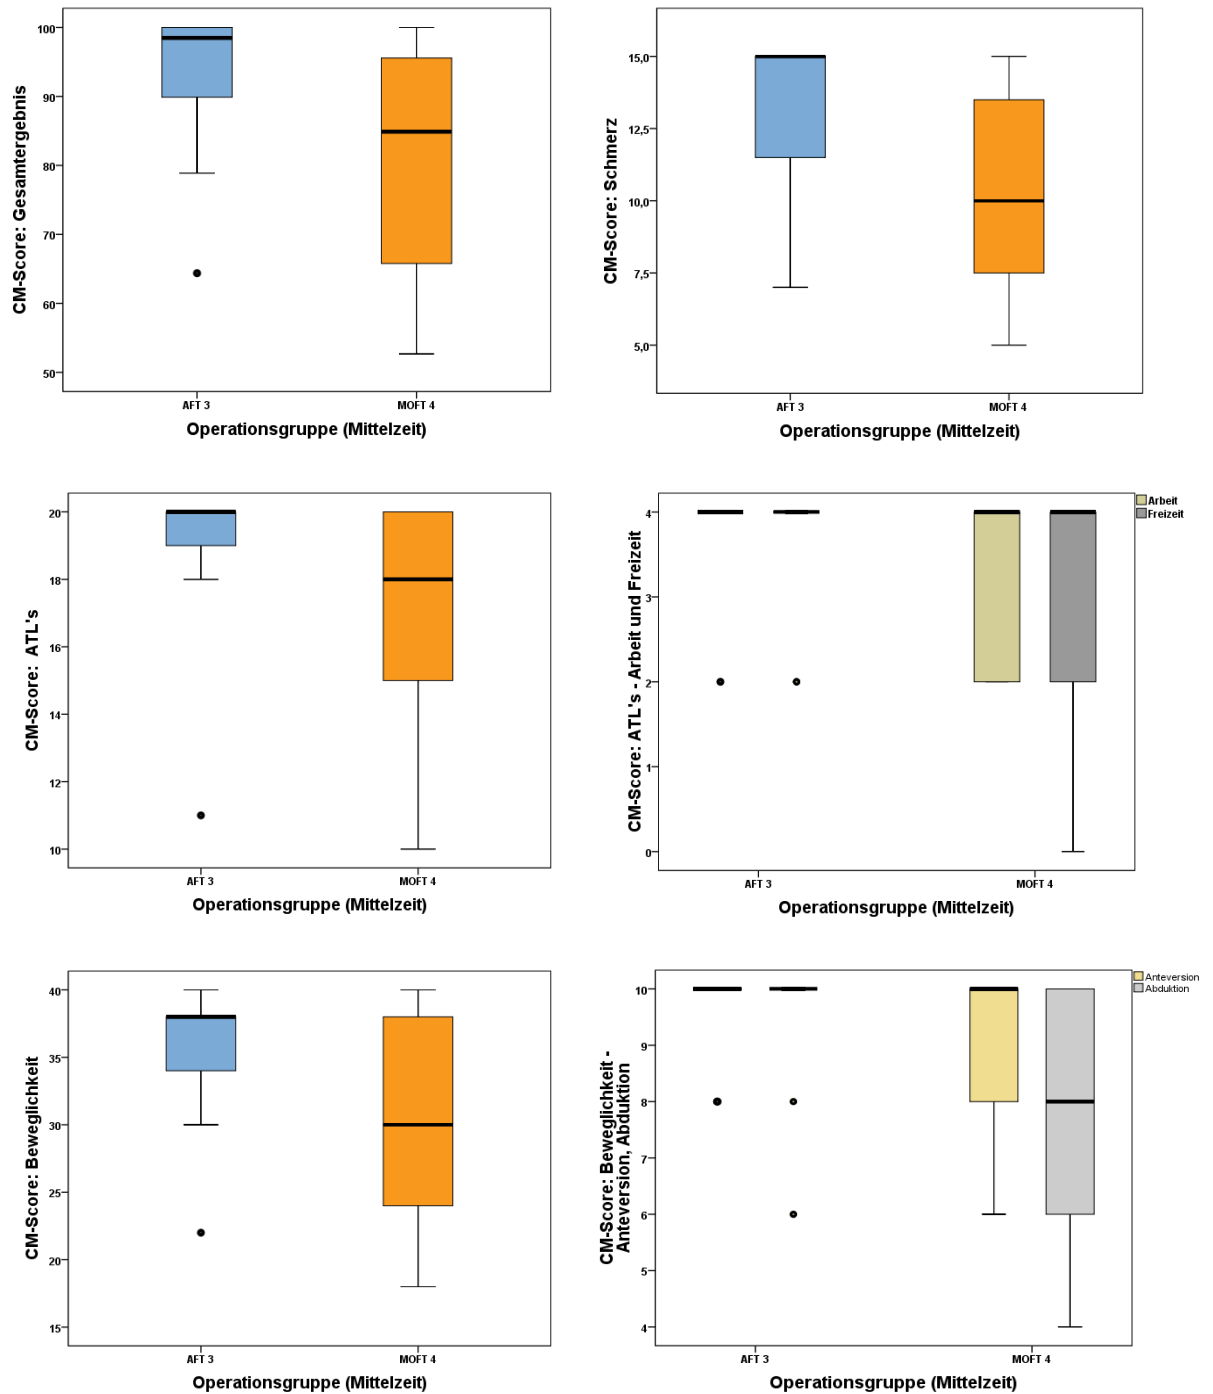 CM-Score: Gesamtergebnis
100
90
80
70
60
50
AFT 3
MOFT 4
Operationsgruppe (Mittelzeit)
CM-Score: Schmerz
15,0
12,5
10,0
7,5
5,0
AFT 3
MOFT 4
Operationsgruppe (Mittelzeit)
CM-Score: ATL's
20
18
16
14
12
10
AFT 3
MOFT 4
Operationsgruppe (Mittelzeit)
CM-Score: ATL's - Arbeit und Freizeit
4
3
2
1
0
AFT 3
MOFT 4
Operationsgruppe (Mittelzeit)
Arbeit
Freizeit
CM-Score: Beweglichkeit
40
35
30
25
20
15
AFT 3
MOFT 4
Operationsgruppe (Mittelzeit)
CM-Score: Beweglichkeit -
Anteversion, Abduktion
10
9
8
7
6
5
4
AFT 3
MOFT 4
Operationsgruppe (Mittelzeit)
Anteversion
Abduktion